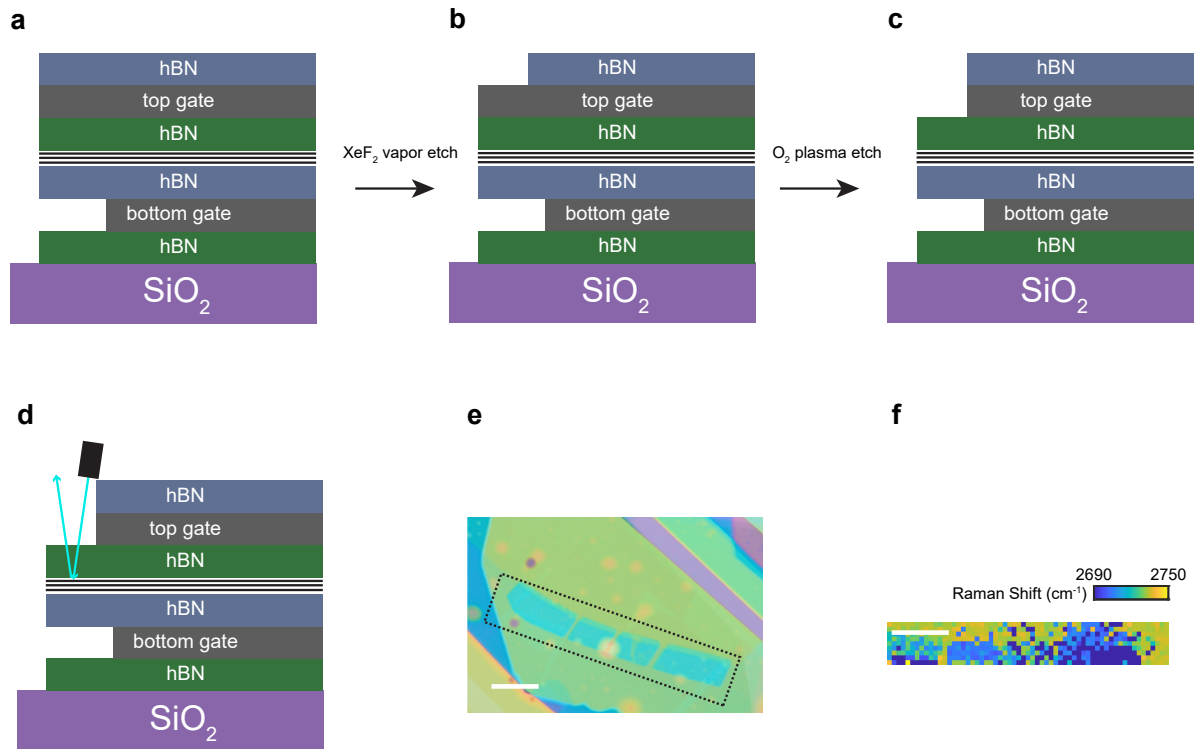 a
b
c
hBN
top gate
hBN
hBN
bottom gate
hBN
SiO2
XeF2 vapor etch
hBN
top gate
hBN
hBN
bottom gate
hBN
SiO2
O2 plasma etch
hBN
top gate
hBN
hBN
bottom gate
hBN
SiO2
d
e
f
hBN
top gate
hBN
hBN
bottom gate
hBN
SiO2
2690 2750
Raman Shift (cm-1)